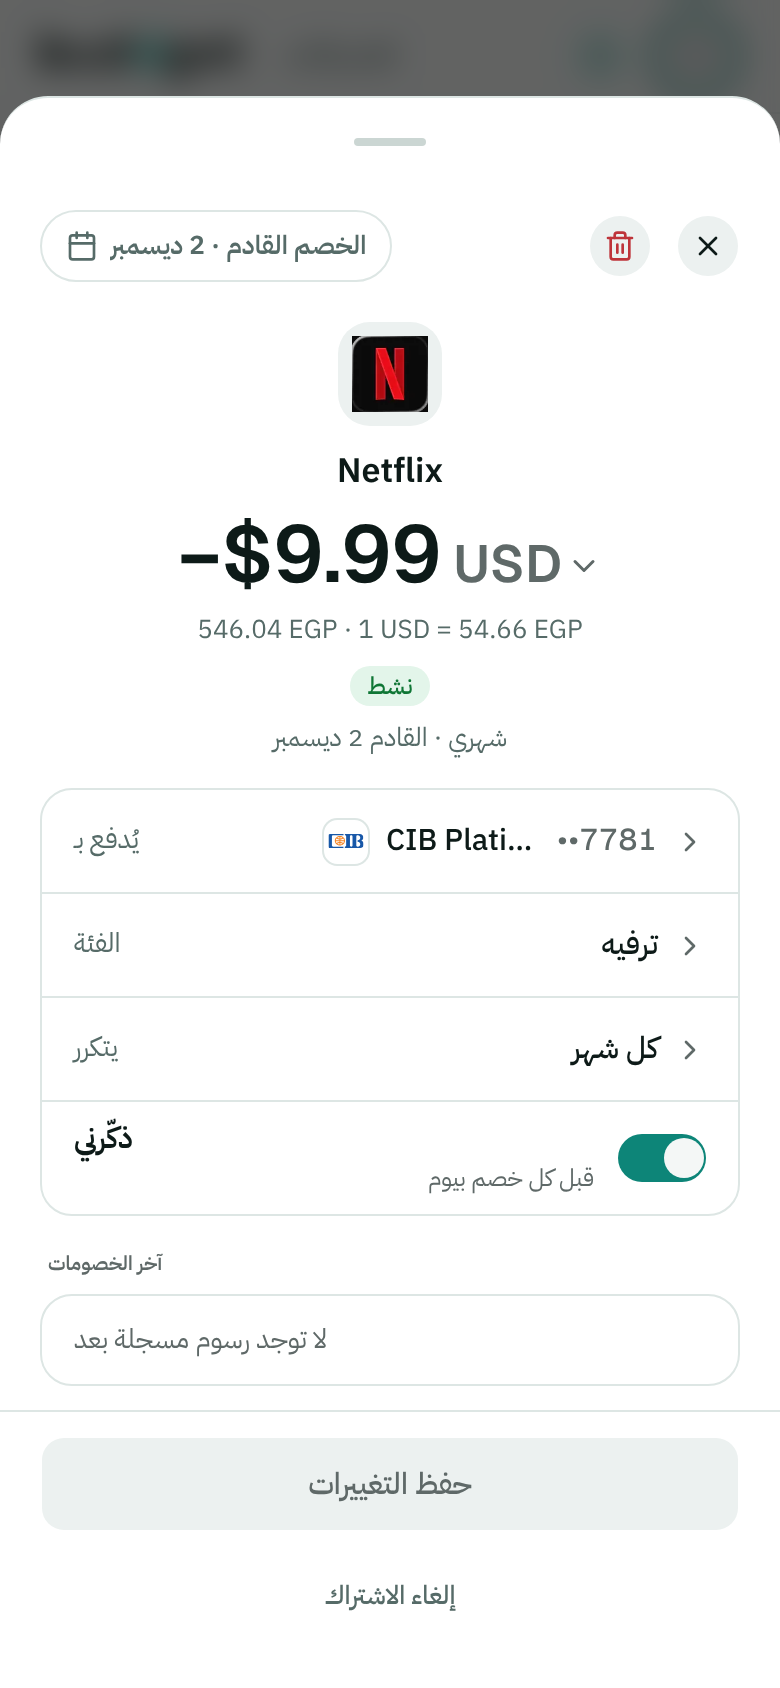 الخصم القادم · 2 ديسمبر
N
Netflix
−$9.99 USD
546.04 EGP · 1 USD = 54.66 EGP
نشط
شهري · القادم 2 ديسمبر
يُدفع بـ CIB CIB Plati... ••7781
الفئة ترفيه
يتكرر كل شهر
ذكّرني
قبل كل خصم بيوم
آخر الخصومات
لا توجد رسوم مسجلة بعد
حفظ التغييرات
إلغاء الاشتراك